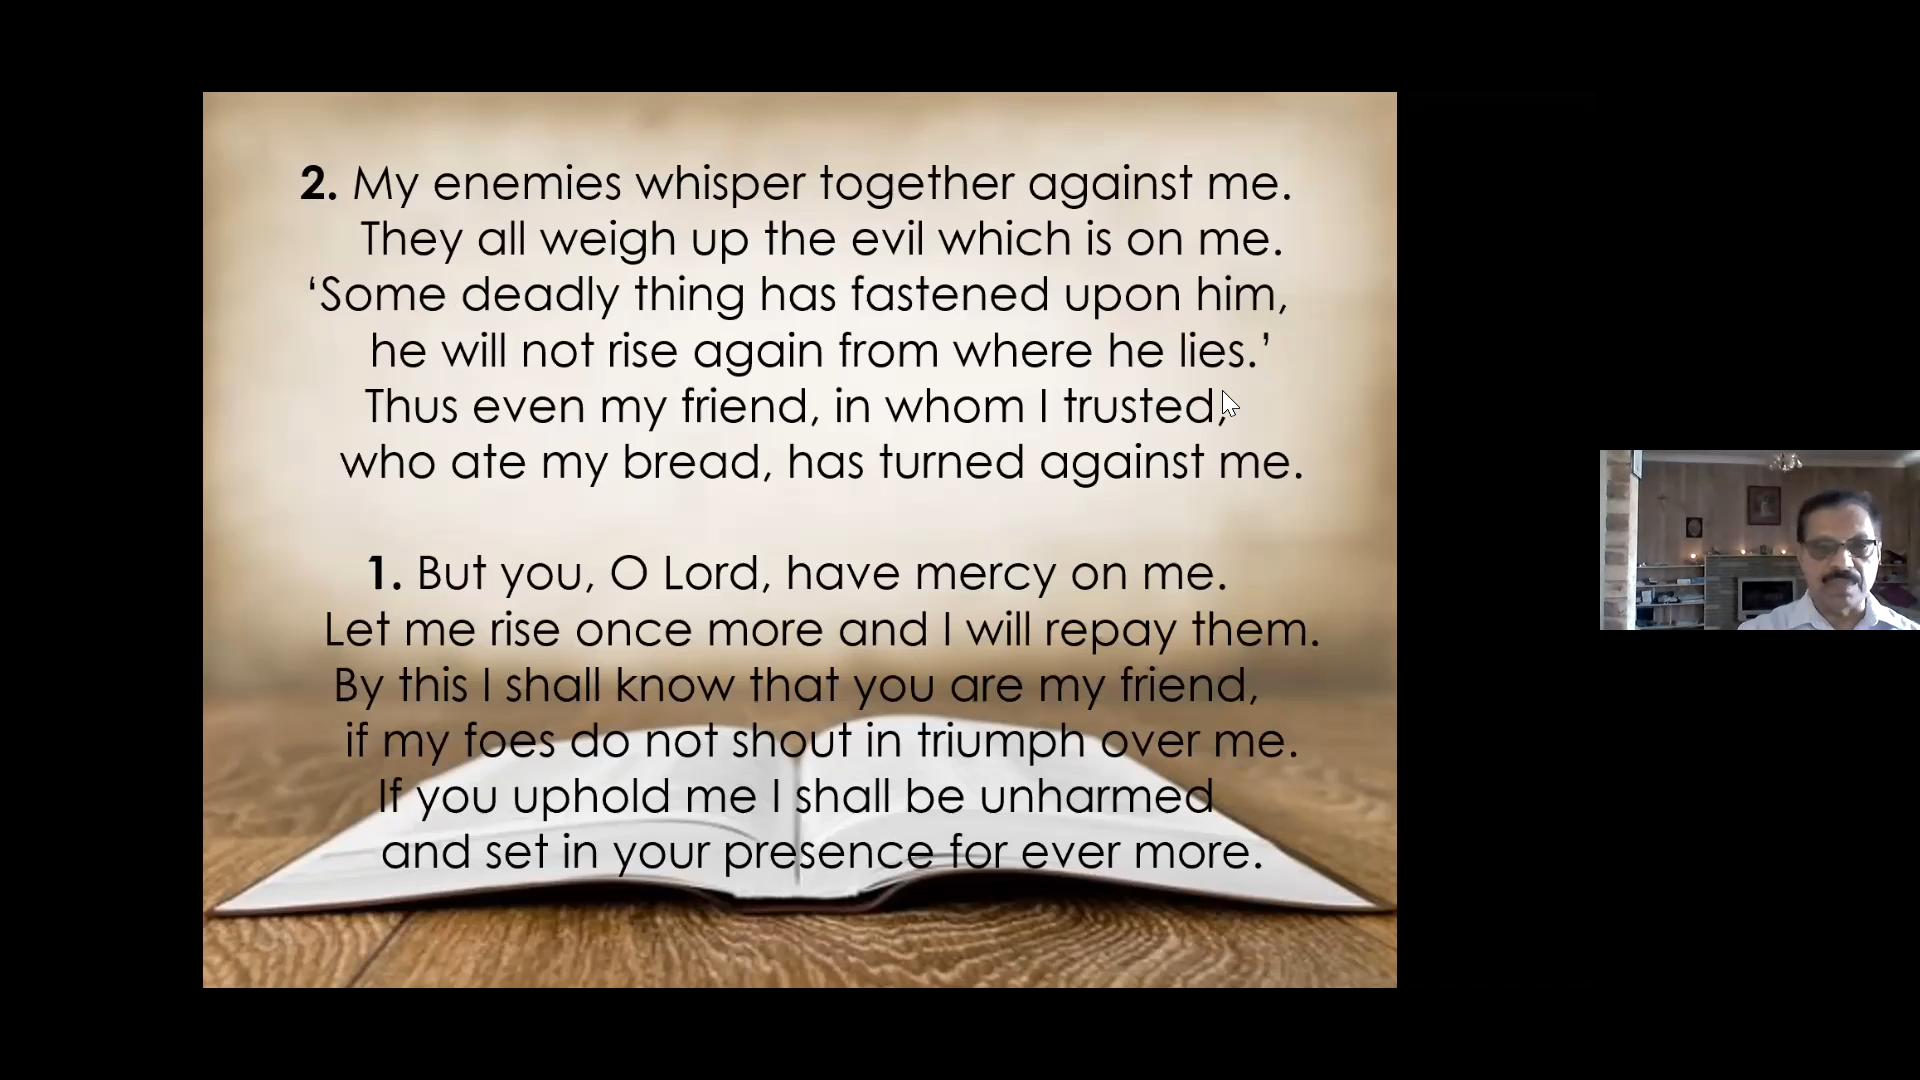 2. My enemies whisper together against me.
They all weigh up the evil which is on me.
‘Some deadly thing has fastened upon him,
he will not rise again from where he lies.’
Thus even my friend, in whom I trusted,
who ate my bread, has turned against me.
1. But you, O Lord, have mercy on me.
Let me rise once more and I will repay them.
By this I shall know that you are my friend,
if my foes do not shout in triumph over me.
If you uphold me I shall be unharmed
and set in your presence for ever more.